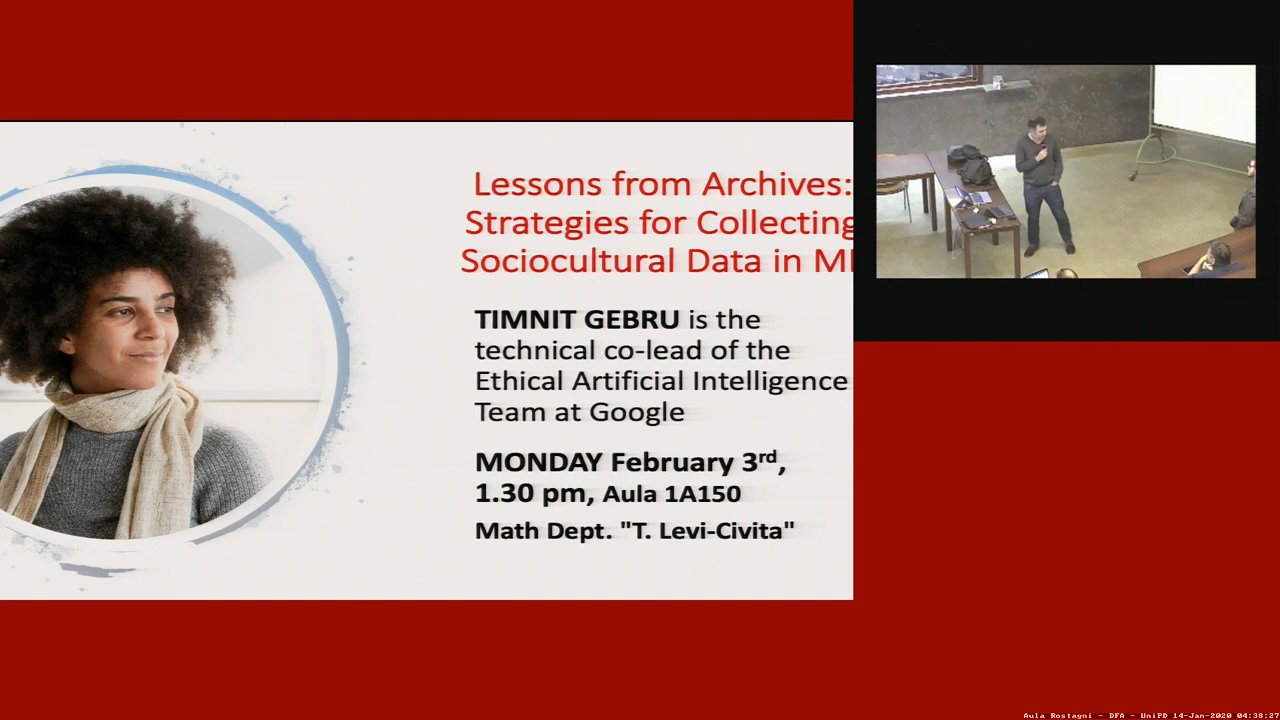 Lessons from Archives:
Strategies for Collecting
Sociocultural Data in M
TIMNIT GEBRU is the
technical co-lead of the
Ethical Artificial Intelligence
Team at Google
MONDAY February 3rd,
1.30 pm, Aula 1A150
Math Dept. "T. Levi-Civita"
Aula Rostagni - DFA - UniPD 14-Jan-2020 04:38:27